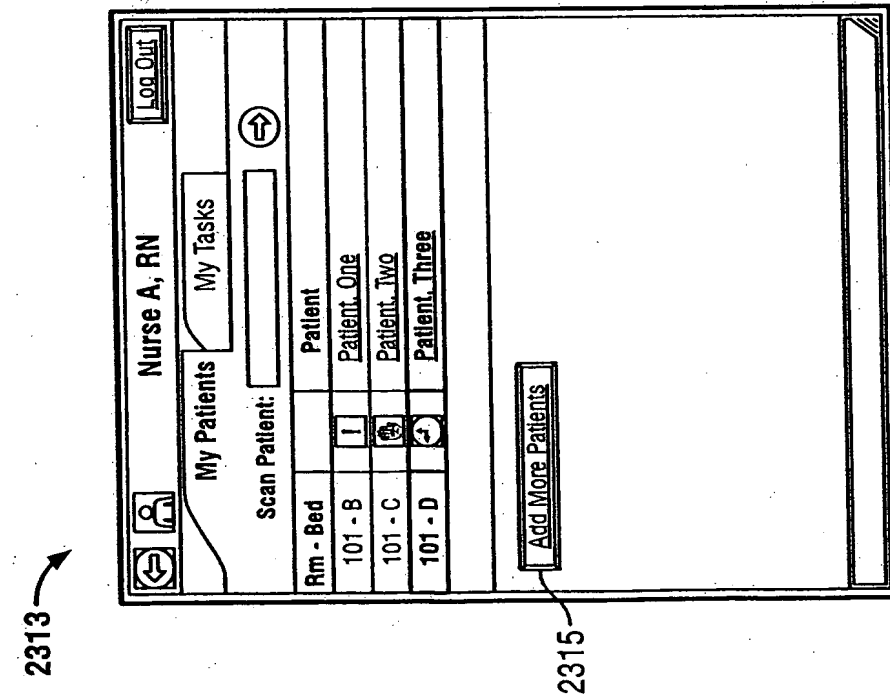 2313
Nurse A, RN
Log Out
My Patients
My Tasks
Scan Patient:
Rm - Bed Patient
101 - B ! Patient, One
101 - C Patient, Two
101 - D Patient, Three
Add More Patients
2315